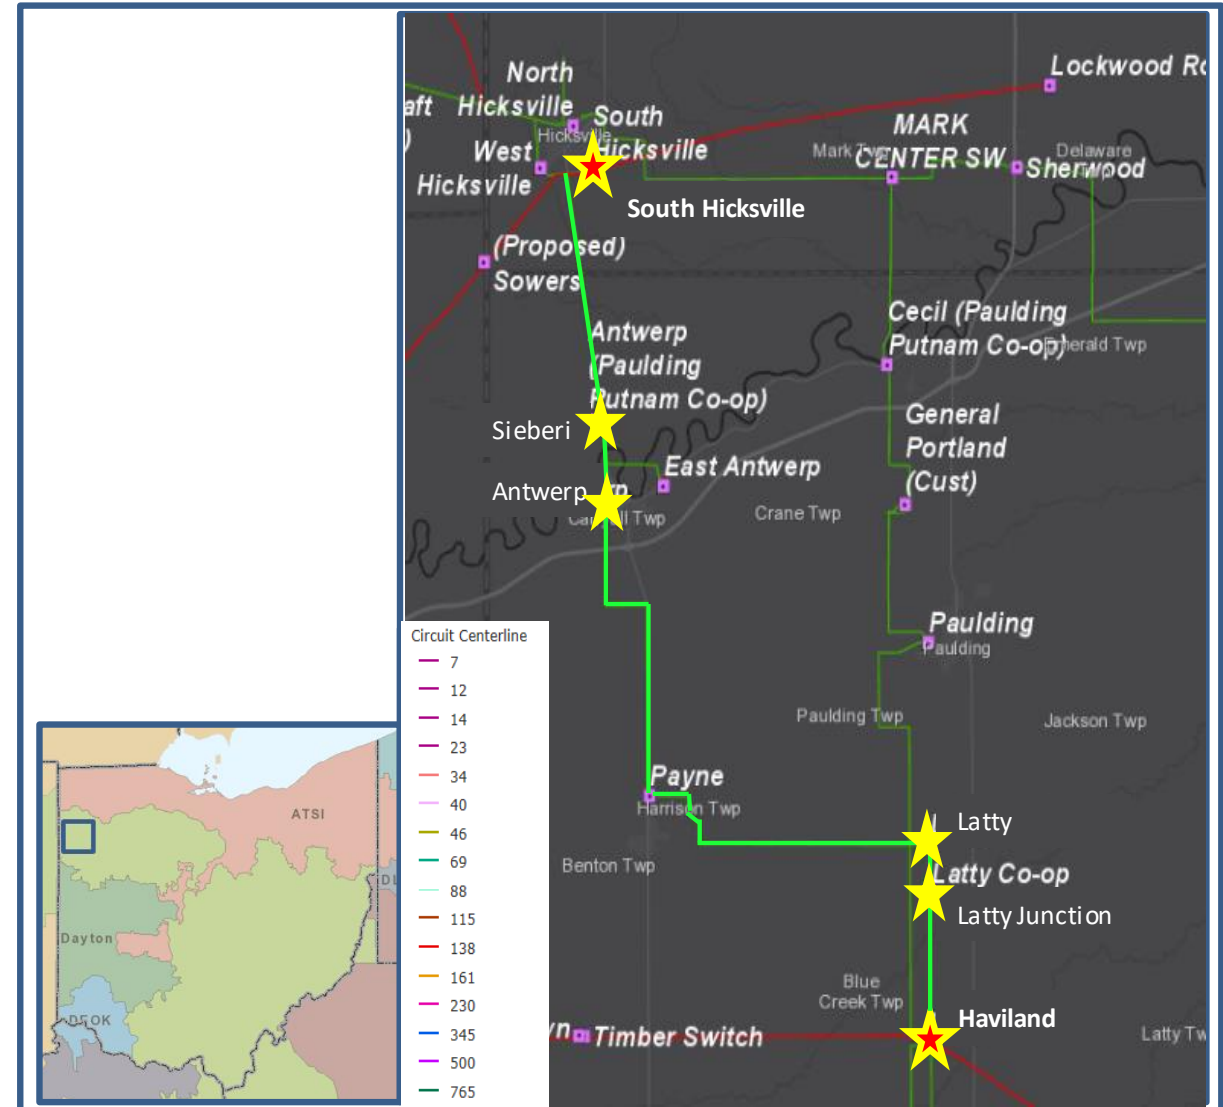 North
Hicksville
aft
)
South
Hicksville
Hicksville
West
Hicksville
South Hicksville
(Proposed)
Sowers
Lockwood
MARK
CENTER SW
Mark
Delaware
Sherwood
Antwerp
(Paulding
Putnam Co-op)
Sieberi
Antwerp
East Antwerp
Crane Twp
Cecil (Paulding
Putnam Co-op)
Twp
General
Portland
(Cust)
Paulding
Paulding
Paulding Twp
Jackson Twp
Payne
Harrison Twp
Benton Twp
Latty
Latty Co-op
Latty Junction
Blue
Creek Twp
Haviland
Timber Switch
Latty
Circuit Centerline
7
12
14
23
34
40
46
69
88
115
138
161
230
345
500
765
ATSI
Dayton
DEOK